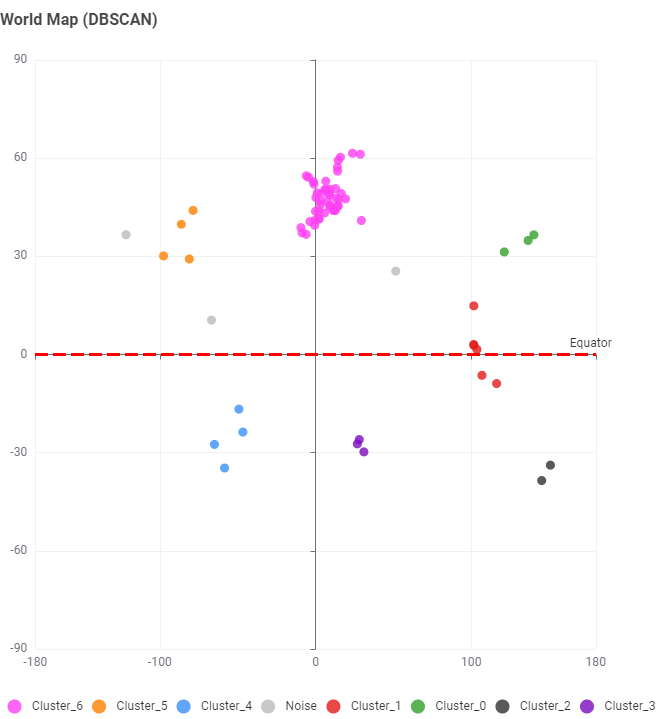 World Map (DBSCAN)
90
60
30
Equator
0
-30
-60
-90
-180 -100 0 100 180
Cluster_6 Cluster_5 Cluster_4 Noise Cluster_1 Cluster_0 Cluster_2 Cluster_3